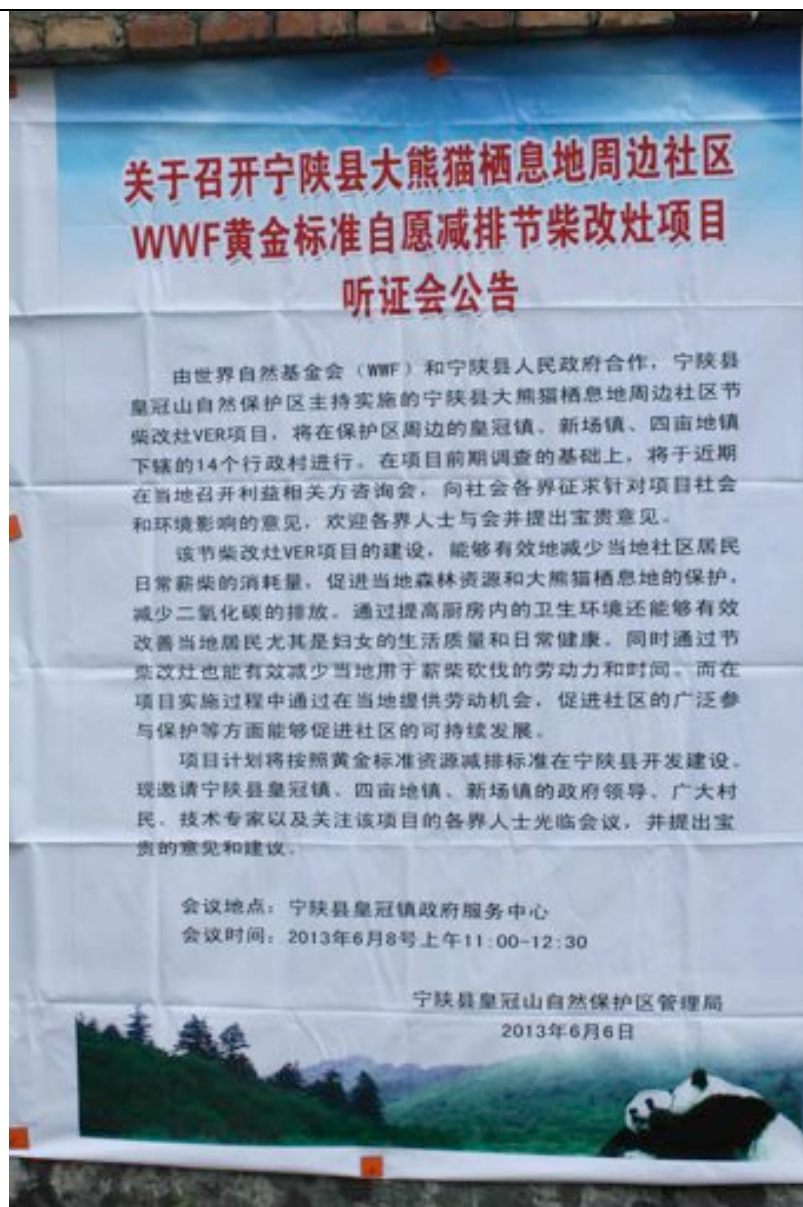 关于召开宁陕县大熊猫栖息地周边社区
WWF黄金标准自愿减排节柴改灶项目
听证会公告
由世界自然基金会（WWF）和宁陕县人民政府合作，宁陕县
皇冠山自然保护区主持实施的宁陕县大熊猫栖息地周边社区节
柴改灶VER项目，将在保护区周边的皇冠镇、新场镇、四亩地镇
下辖的14个行政村进行。在项目前期调查的基础上，将于近期
在当地召开利益相关方咨询会，向社会各界征求针对项目社会
和环境影响的意见，欢迎各界人士与会并提出宝贵意见。
该节柴改灶VER项目的建设，能够有效地减少当地社区居民
日常薪柴的消耗量，促进当地森林资源和大熊猫栖息地的保护，
减少二氧化碳的排放。通过提高厨房内的卫生环境还能够有效
改善当地居民尤其是妇女的生活质量和日常健康。同时通过节
柴改灶也能有效减少当地用于薪柴砍伐的劳动力和时间。而在
项目实施过程中通过在当地提供劳动机会，促进社区的广泛参
与保护等方面能够促进社区的可持续发展。
项目计划将按照黄金标准资源减排标准在宁陕县开发建设。
现邀请宁陕县皇冠镇、四亩地镇、新场镇的政府领导、广大村
民、技术专家以及关注该项目的各界人士光临会议，并提出宝
贵的意见和建议。
会议地点：宁陕县皇冠镇政府服务中心
会议时间：2013年6月8号上午11:00-12:30
宁陕县皇冠山自然保护区管理局
2013年6月6日